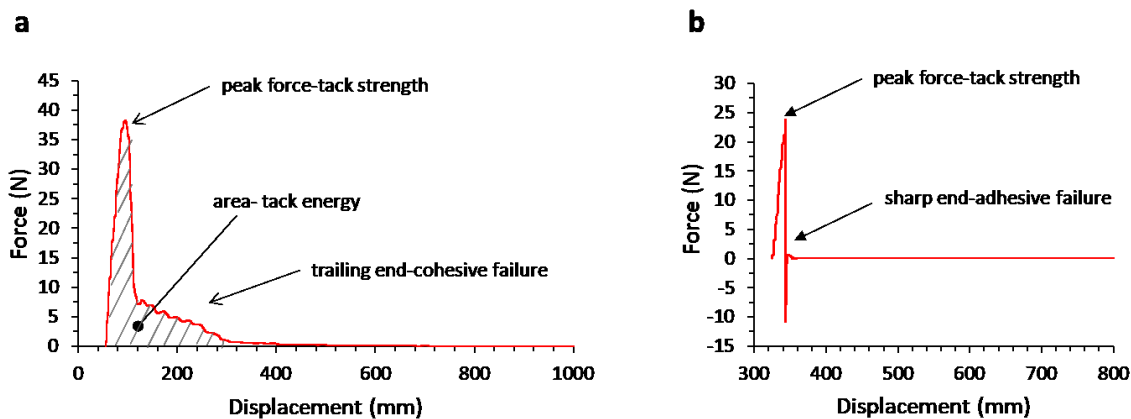 a
45
40
35
30
25
20
15
10
5
0
Force (N)
peak force-tack strength
area- tack energy
trailing end-cohesive failure
0 200 400 600 800 1000
Displacement (mm)
b
30
25
20
15
10
5
0
-5
-10
-15
Force (N)
peak force-tack strength
sharp end-adhesive failure
300 400 500 600 700 800
Displacement (mm)